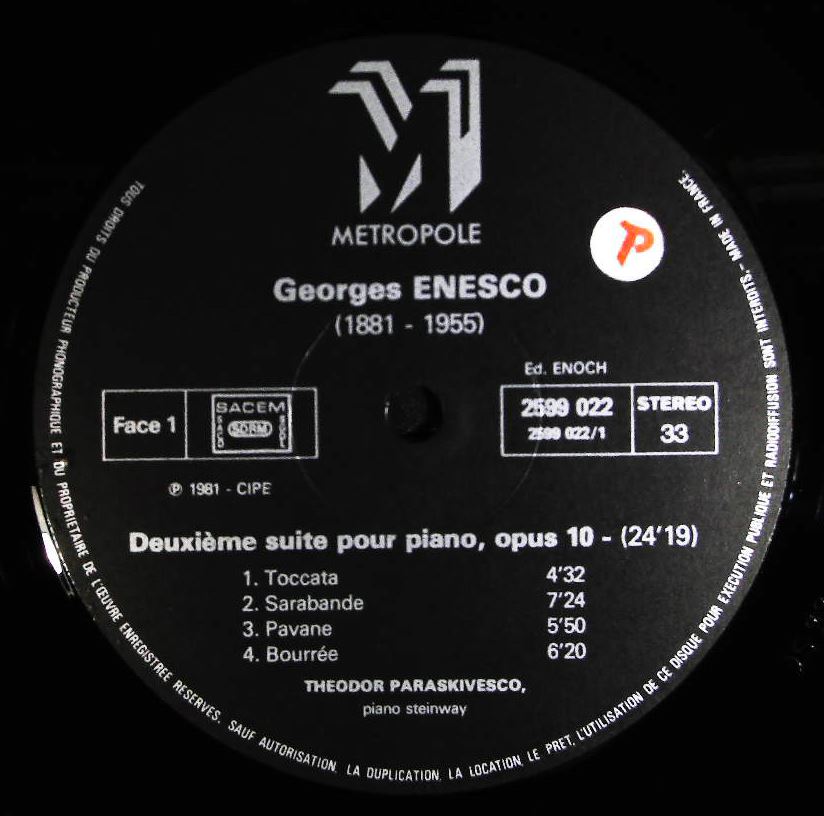 M
METROPOLE
P
Georges ENESCO
(1881 - 1955)
Ed. ENOCH
Face 1
SACEM
SDRM
SACD
SGDL
2599 022
2599 022/1
STEREO
33
℗ 1981 - CIPE
Deuxième suite pour piano, opus 10 - (24'19)
1. Toccata 4'32
2. Sarabande 7'24
3. Pavane 5'50
4. Bourrée 6'20
THEODOR PARASKIVESCO,
piano steinway
TOUS DROITS DU PRODUCTEUR PHONOGRAPHIQUE ET DU PROPRIETAIRE DE L'ŒUVRE ENREGISTREE RESERVES. SAUF AUTORISATION, LA DUPLICATION, LA LOCATION, LE PRET, L'UTILISATION DE CE DISQUE POUR EXECUTION PUBLIQUE ET RADIODIFFUSION SONT INTERDITS. - MADE IN FRANCE.